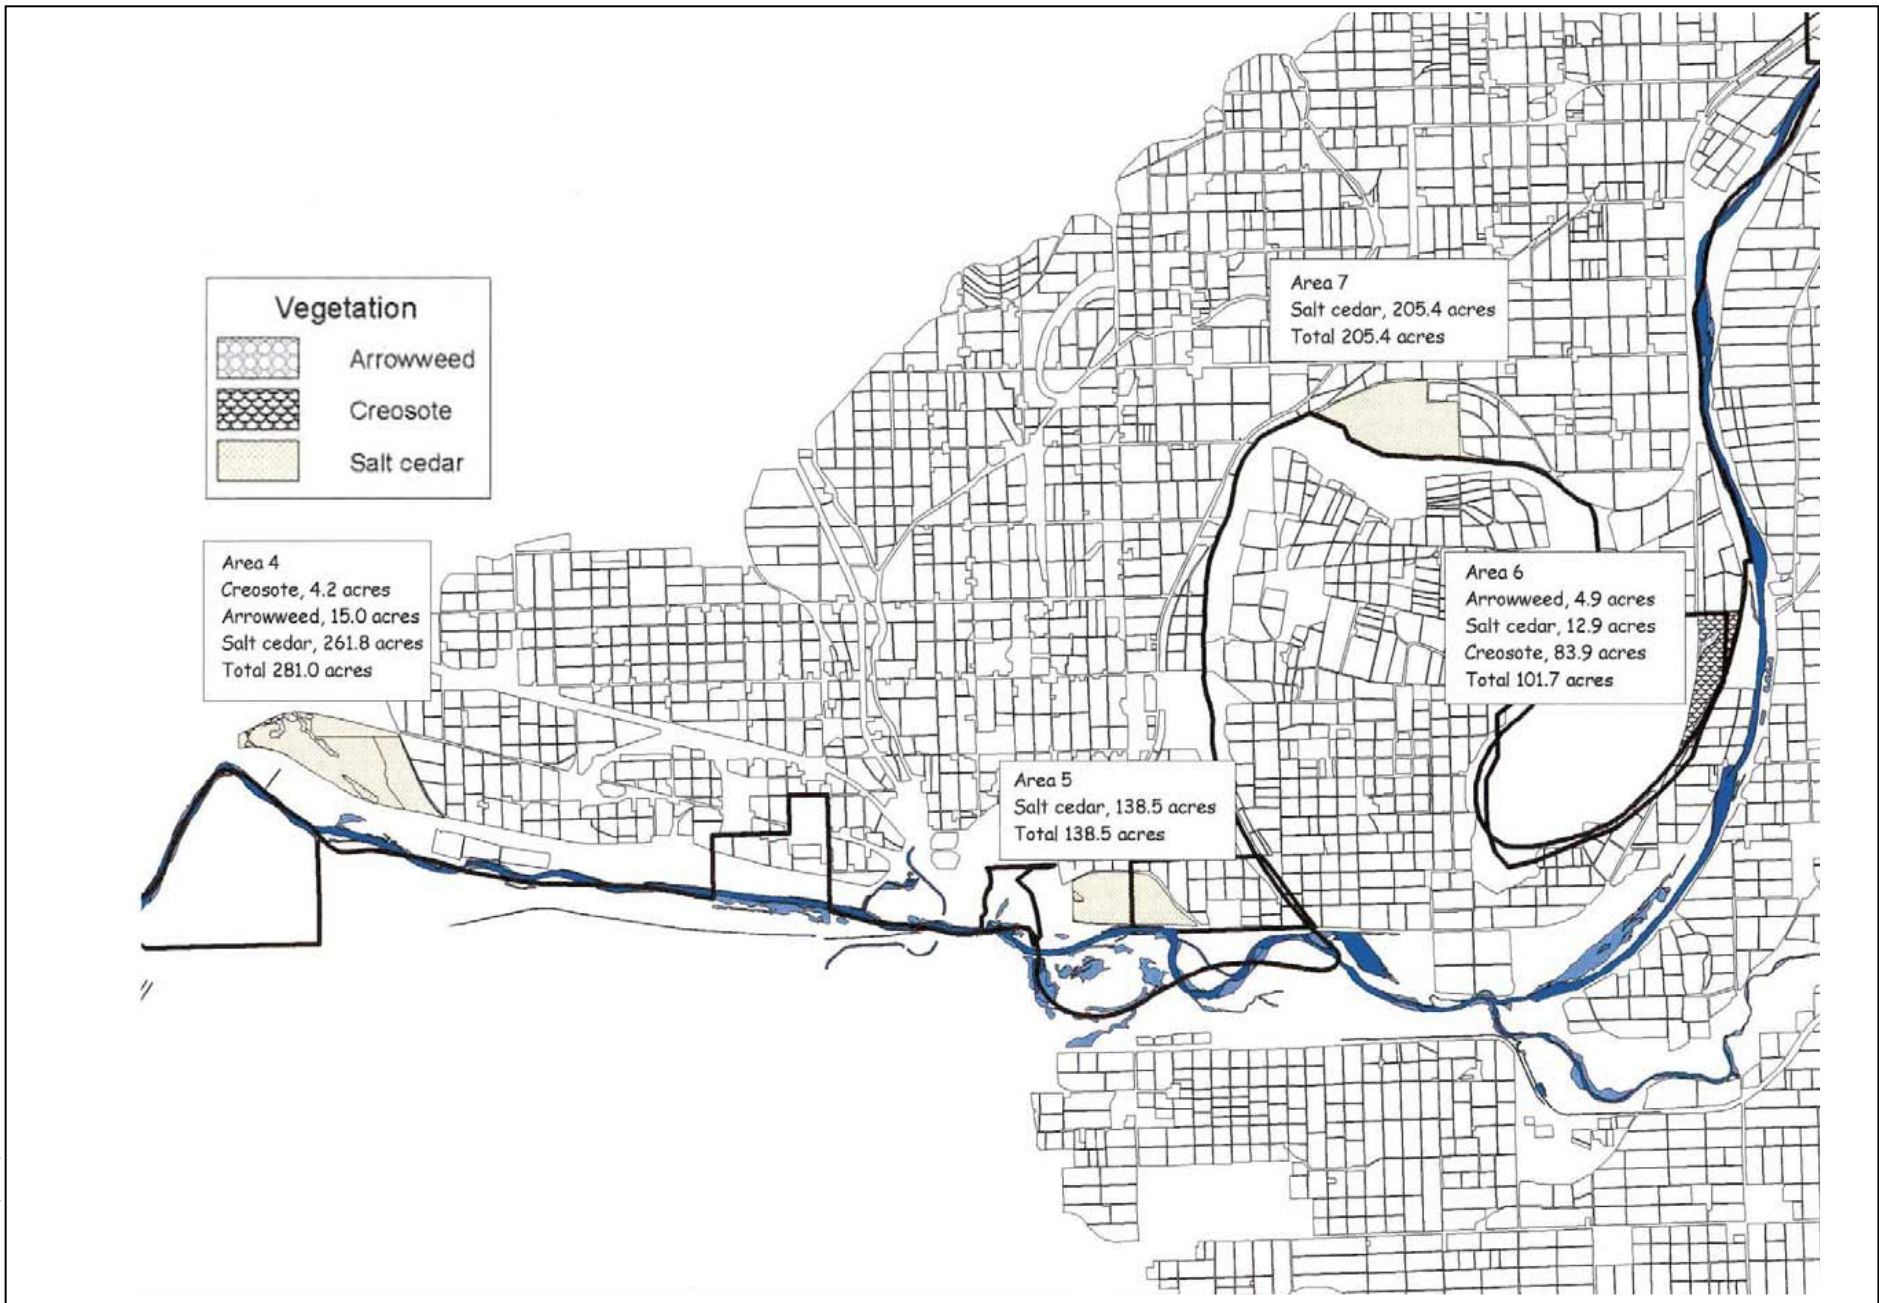 Vegetation
Arrowweed
Creosote
Salt cedar
Area 7
Salt cedar, 205.4 acres
Total 205.4 acres
Area 4
Creosote, 4.2 acres
Arrowweed, 15.0 acres
Salt cedar, 261.8 acres
Total 281.0 acres
Area 6
Arrowweed, 4.9 acres
Salt cedar, 12.9 acres
Creosote, 83.9 acres
Total 101.7 acres
Area 5
Salt cedar, 138.5 acres
Total 138.5 acres